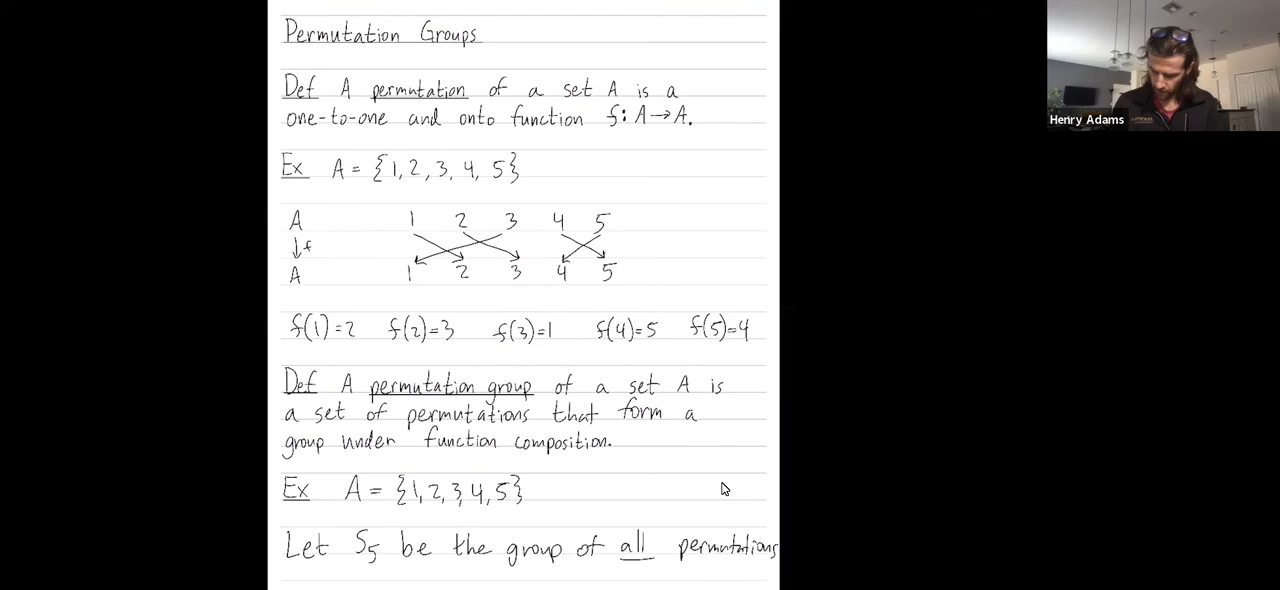 Permutation Groups
Def A permutation of a set A is a
one-to-one and onto function f: A→A.
Ex A = {1, 2, 3, 4, 5}
A 1 2 3 4 5
↓f
A 1 2 3 4 5
f(1)=2 f(2)=3 f(3)=1 f(4)=5 f(5)=4
Def A permutation group of a set A is
a set of permutations that form a
group under function composition.
Ex A = {1, 2, 3, 4, 5}
Let S5 be the group of all permutations
Henry Adams